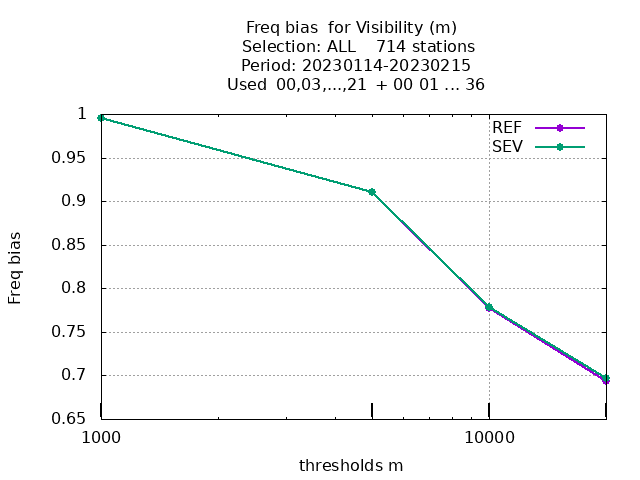 Freq bias  for Visibility (m)
Selection: ALL    714 stations
Period: 20230114-20230215
Used  00,03,...,21  + 00 01 ... 36
REF
SEV
1
0.95
0.9
0.85
0.8
0.75
0.7
0.65
Freq bias
1000
10000
thresholds m